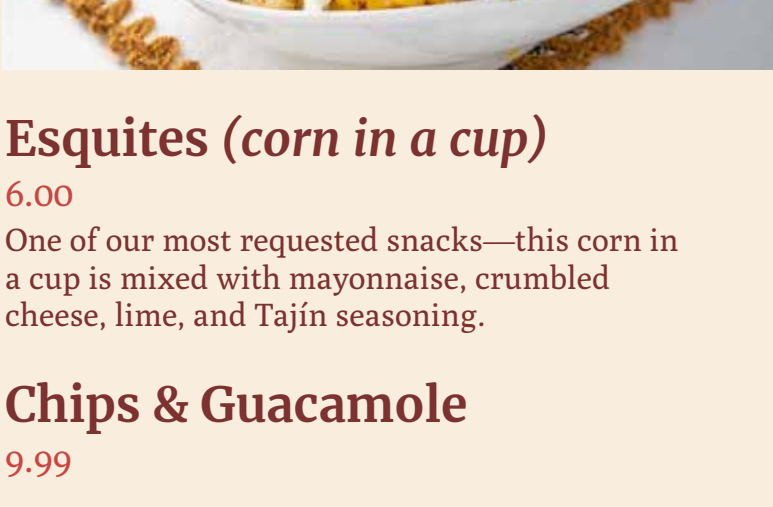 Esquites (corn in a cup)
6.00
One of our most requested snacks—this corn in
a cup is mixed with mayonnaise, crumbled
cheese, lime, and Tajín seasoning.
Chips & Guacamole
9.99